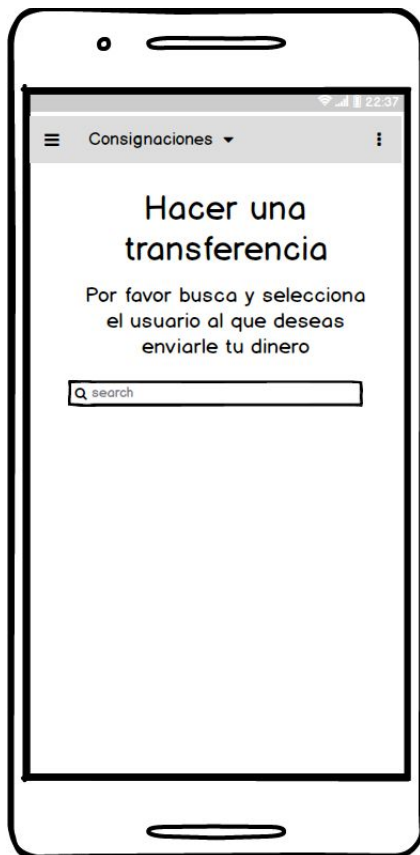 22:37
Consignaciones
Hacer una
transferencia
Por favor busca y selecciona
el usuario al que deseas
enviarle tu dinero
search